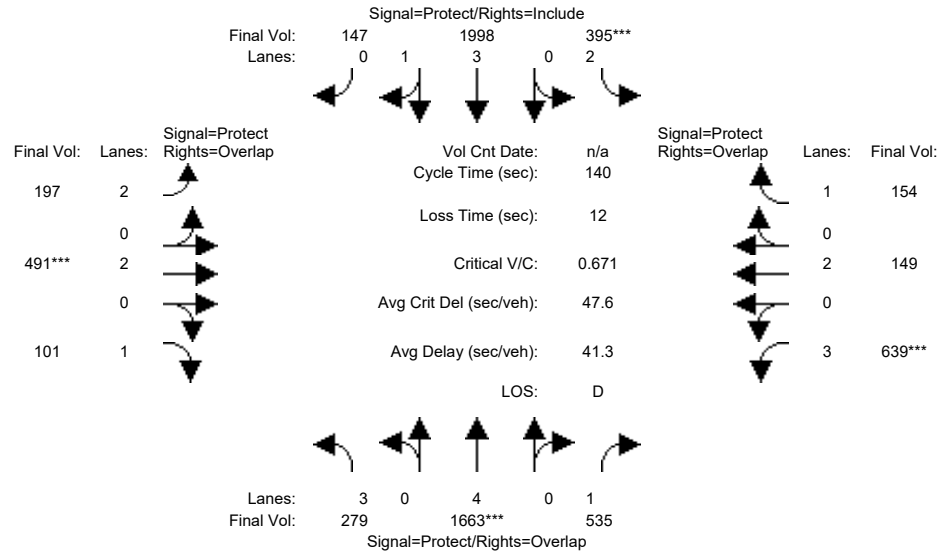 Signal=Protect/Rights=Include
Final Vol: 147 1998 395***
Lanes: 0 1 3 0 2
Signal=Protect
Final Vol: Lanes: Rights=Overlap
Vol Cnt Date: n/a
Signal=Protect
Rights=Overlap Lanes: Final Vol:
Cycle Time (sec): 140
197 2
1 154
Loss Time (sec): 12
0
0
491*** 2
Critical V/C: 0.671
2 149
0
Avg Crit Del (sec/veh): 47.6
0
101 1
Avg Delay (sec/veh): 41.3
3 639***
LOS: D
Lanes: 3 0 4 0 1
Final Vol: 279 1663*** 535
Signal=Protect/Rights=Overlap